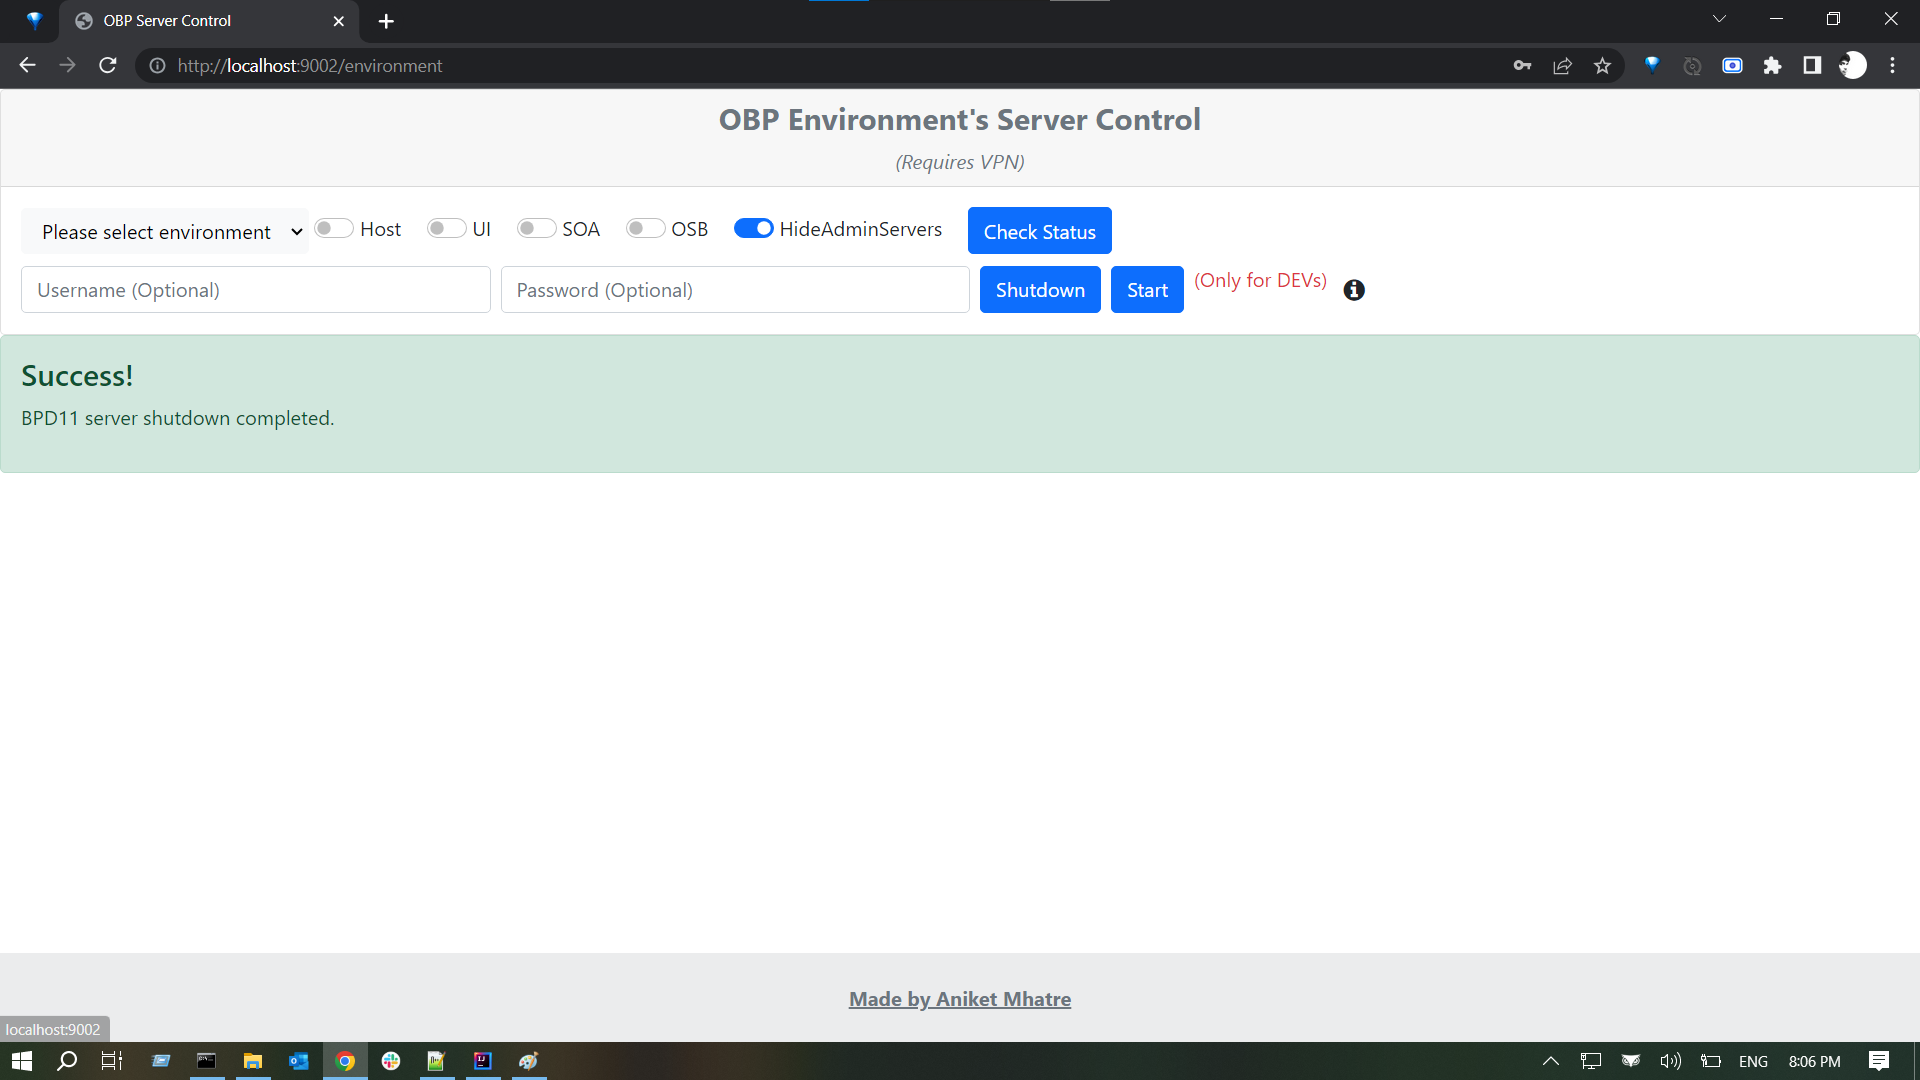 OBP Server Control
http://localhost:9002/environment
OBP Environment's Server Control
(Requires VPN)
Please select environment Host UI SOA OSB HideAdminServers Check Status
Username (Optional) Password (Optional) Shutdown Start (Only for DEVs)
Success!
BPD11 server shutdown completed.
Made by Aniket Mhatre
localhost:9002
ENG 8:06 PM